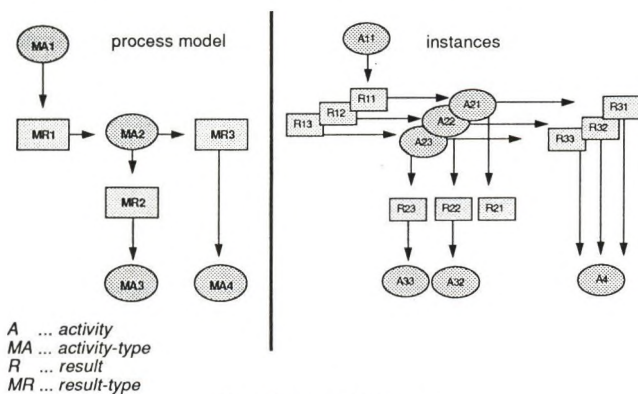 process model
instances
MA1
MR1
MA2
MR3
MR2
MA3
MA4
A11
R11
R12
R13
A21
A22
A23
R31
R32
R33
R23
R22
R21
A33
A32
A4
A ... activity
MA ... activity-type
R ... result
MR ... result-type